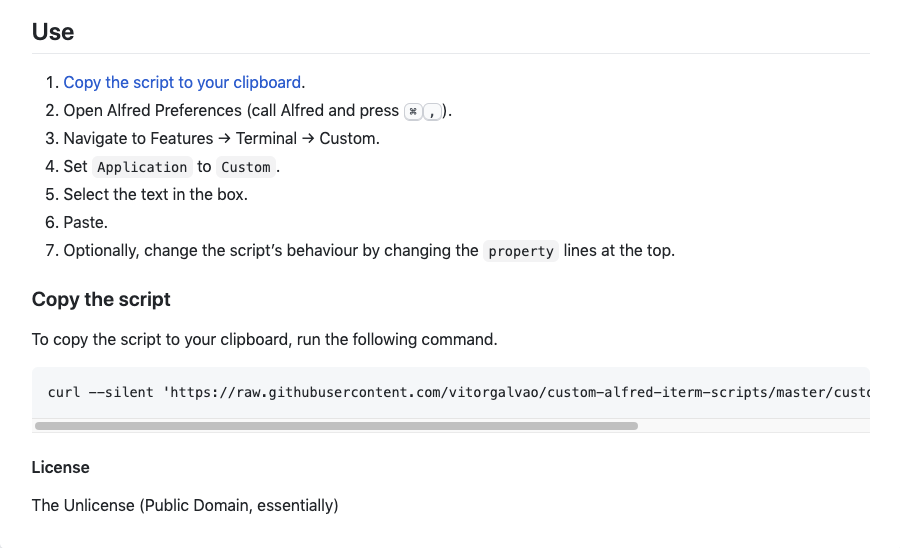 Use
1. Copy the script to your clipboard.
2. Open Alfred Preferences (call Alfred and press ⌘ , ).
3. Navigate to Features → Terminal → Custom.
4. Set Application to Custom .
5. Select the text in the box.
6. Paste.
7. Optionally, change the script’s behaviour by changing the property lines at the top.
Copy the script
To copy the script to your clipboard, run the following command.
curl --silent 'https://raw.githubusercontent.com/vitorgalvao/custom-alfred-iterm-scripts/master/custo
License
The Unlicense (Public Domain, essentially)